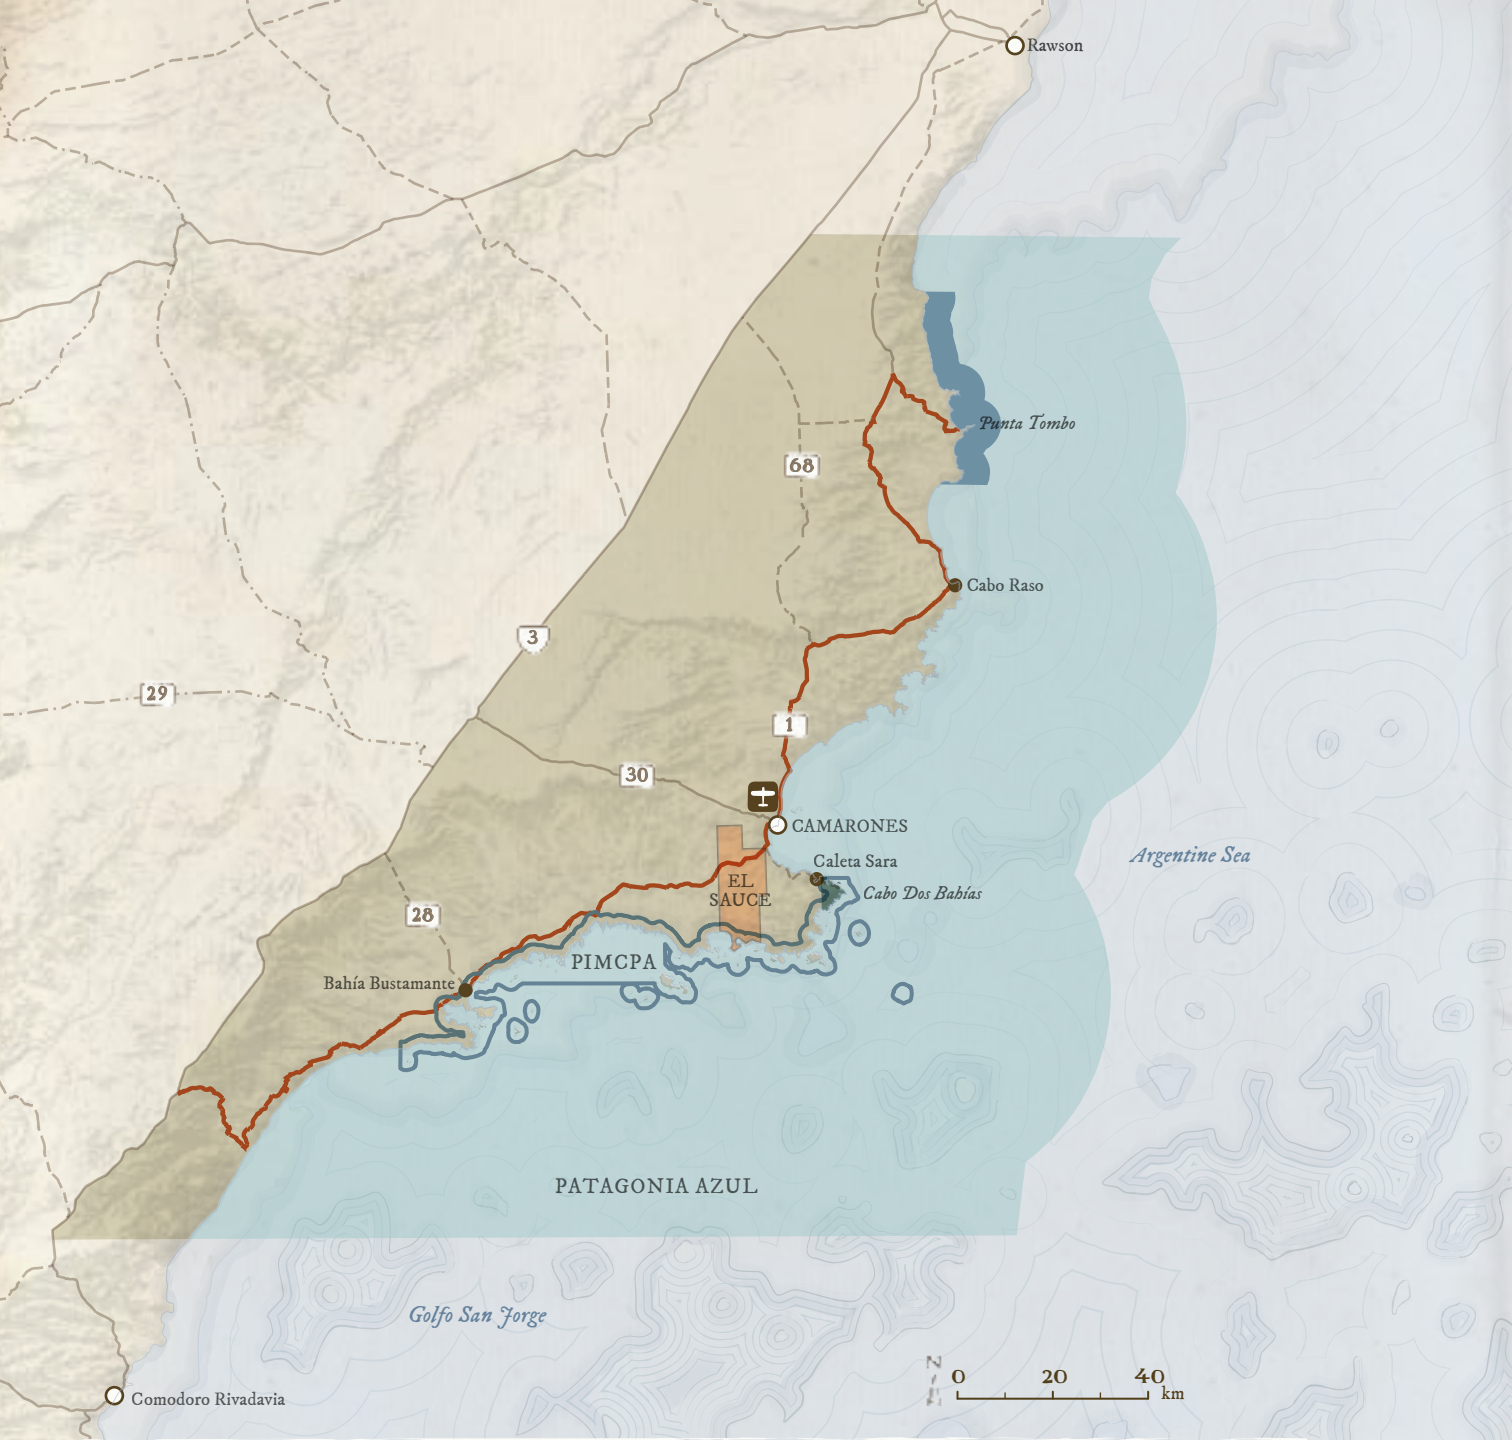 Rawson
Punta Tombo
68
Cabo Raso
3
29
1
30
CAMARONES
Argentine Sea
Caleta Sara
EL
SAUCE
Cabo Dos Bahías
28
PIMCPA
Bahía Bustamante
PATAGONIA AZUL
Golfo San Jorge
N
0 20 40
km
Comodoro Rivadavia